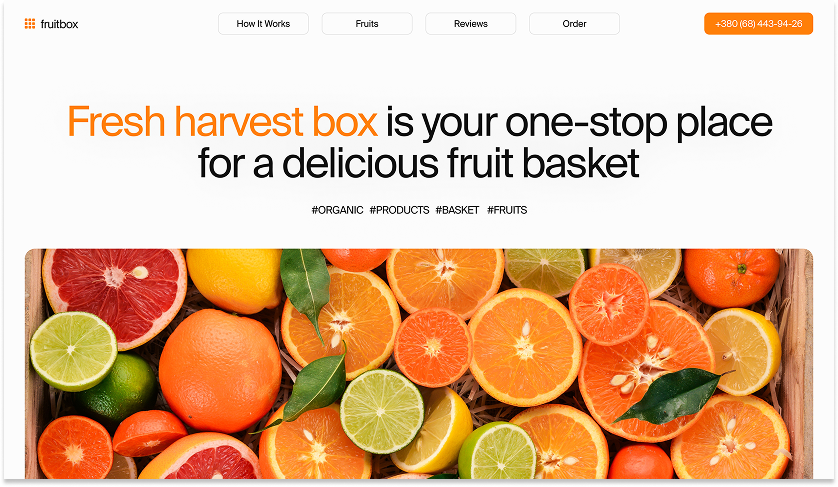 fruitbox
How It Works
Fruits
Reviews
Order
+380 (68) 443-94-26
Fresh harvest box is your one-stop place
for a delicious fruit basket
#ORGANIC #PRODUCTS #BASKET #FRUITS